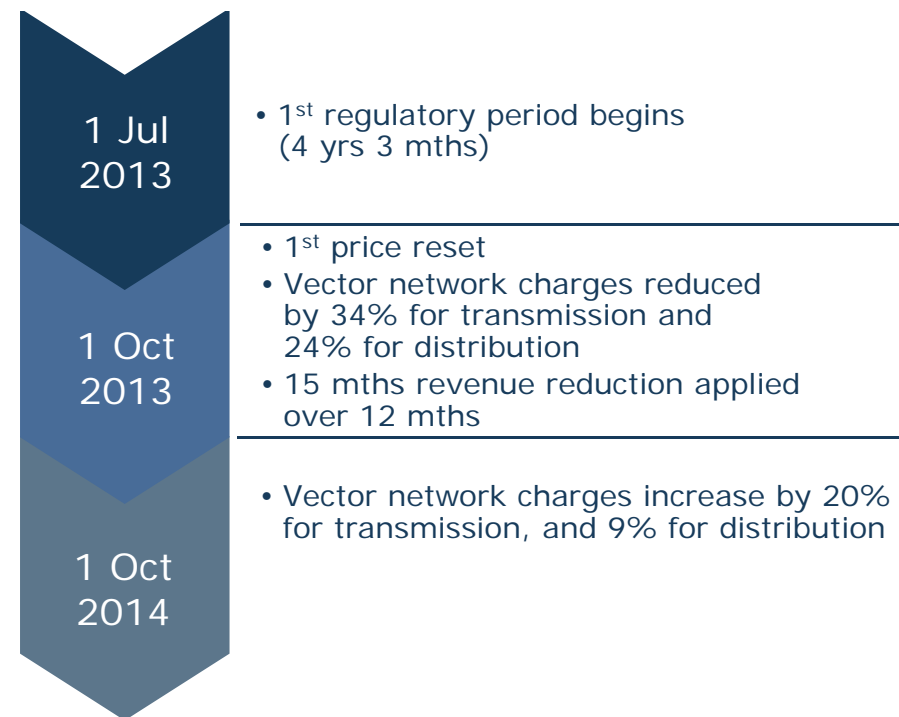 1 Jul
2013
• 1st regulatory period begins
(4 yrs 3 mths)
1 Oct
2013
• 1st price reset
• Vector network charges reduced
by 34% for transmission and
24% for distribution
• 15 mths revenue reduction applied
over 12 mths
1 Oct
2014
• Vector network charges increase by 20%
for transmission, and 9% for distribution